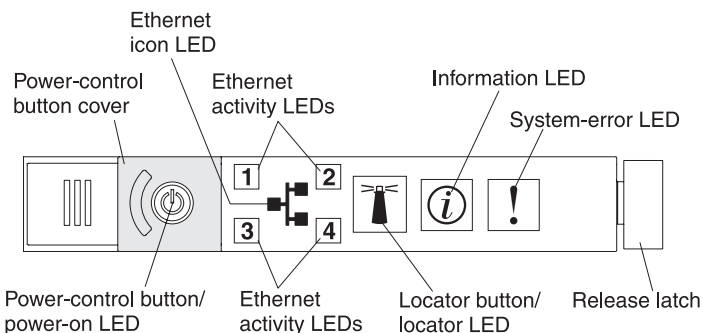 Ethernet
icon LED
Power-control
button cover
Ethernet
activity LEDs
Information LED
System-error LED
1
2
i
!
3
4
Power-control button/
power-on LED
Ethernet
activity LEDs
Locator button/
locator LED
Release latch